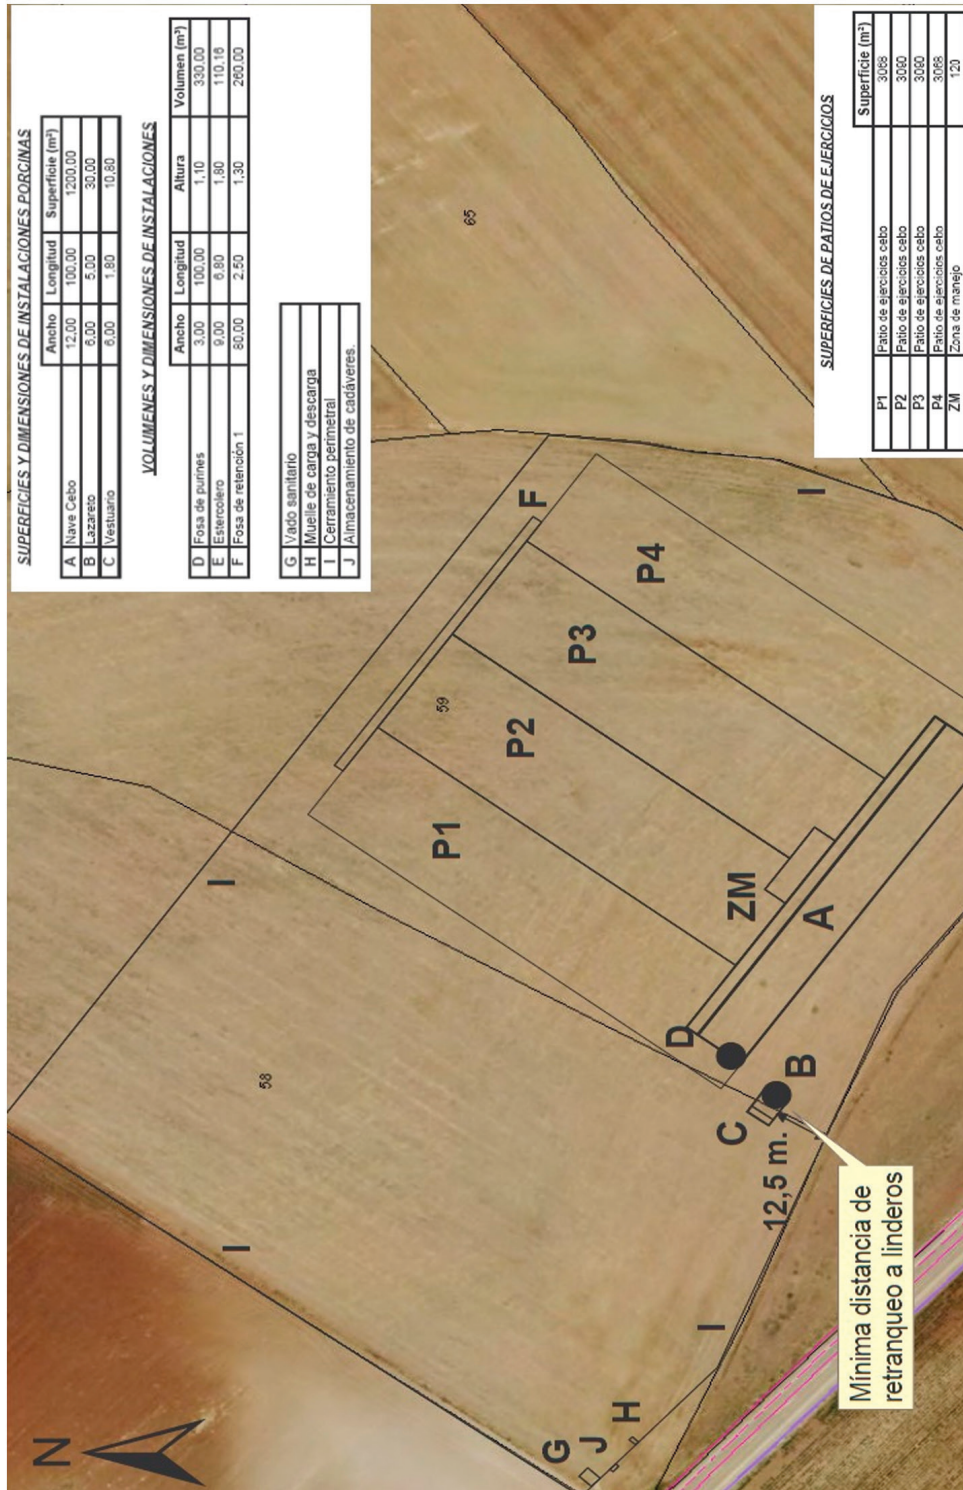 SUPERFICIES Y DIMENSIONES DE INSTALACIONES PORCINAS
Ancho Longitud Superficie (m²)
A Nave Cebo 12,00 100,00 1200,00
B Lazareto 6,00 5,00 30,00
C Vestuario 6,00 1,80 10,80
VOLUMENES Y DIMENSIONES DE INSTALACIONES
Ancho Longitud Altura Volumen (m³)
D Fosa de purines 3,00 100,00 1,10 330,00
E Estercolero 9,00 6,80 1,80 110,16
F Fosa de retención 1 80,00 2,50 1,30 260,00
G Vado sanitario
H Muelle de carga y descarga
I Cerramiento perimetral
J Almacenamiento de cadáveres.
SUPERFICIES DE PATIOS DE EJERCICIOS
Superficie (m²)
P1 Patio de ejercicios cebo 3068
P2 Patio de ejercicios cebo 3090
P3 Patio de ejercicios cebo 3090
P4 Patio de ejercicios cebo 3068
ZM Zona de manejo 120
N
58
59
65
I
I
I
I
F
P1
P2
P3
P4
ZM
A
D
B
C
12,5 m.
G
J
H
Mínima distancia de
retranqueo a linderos